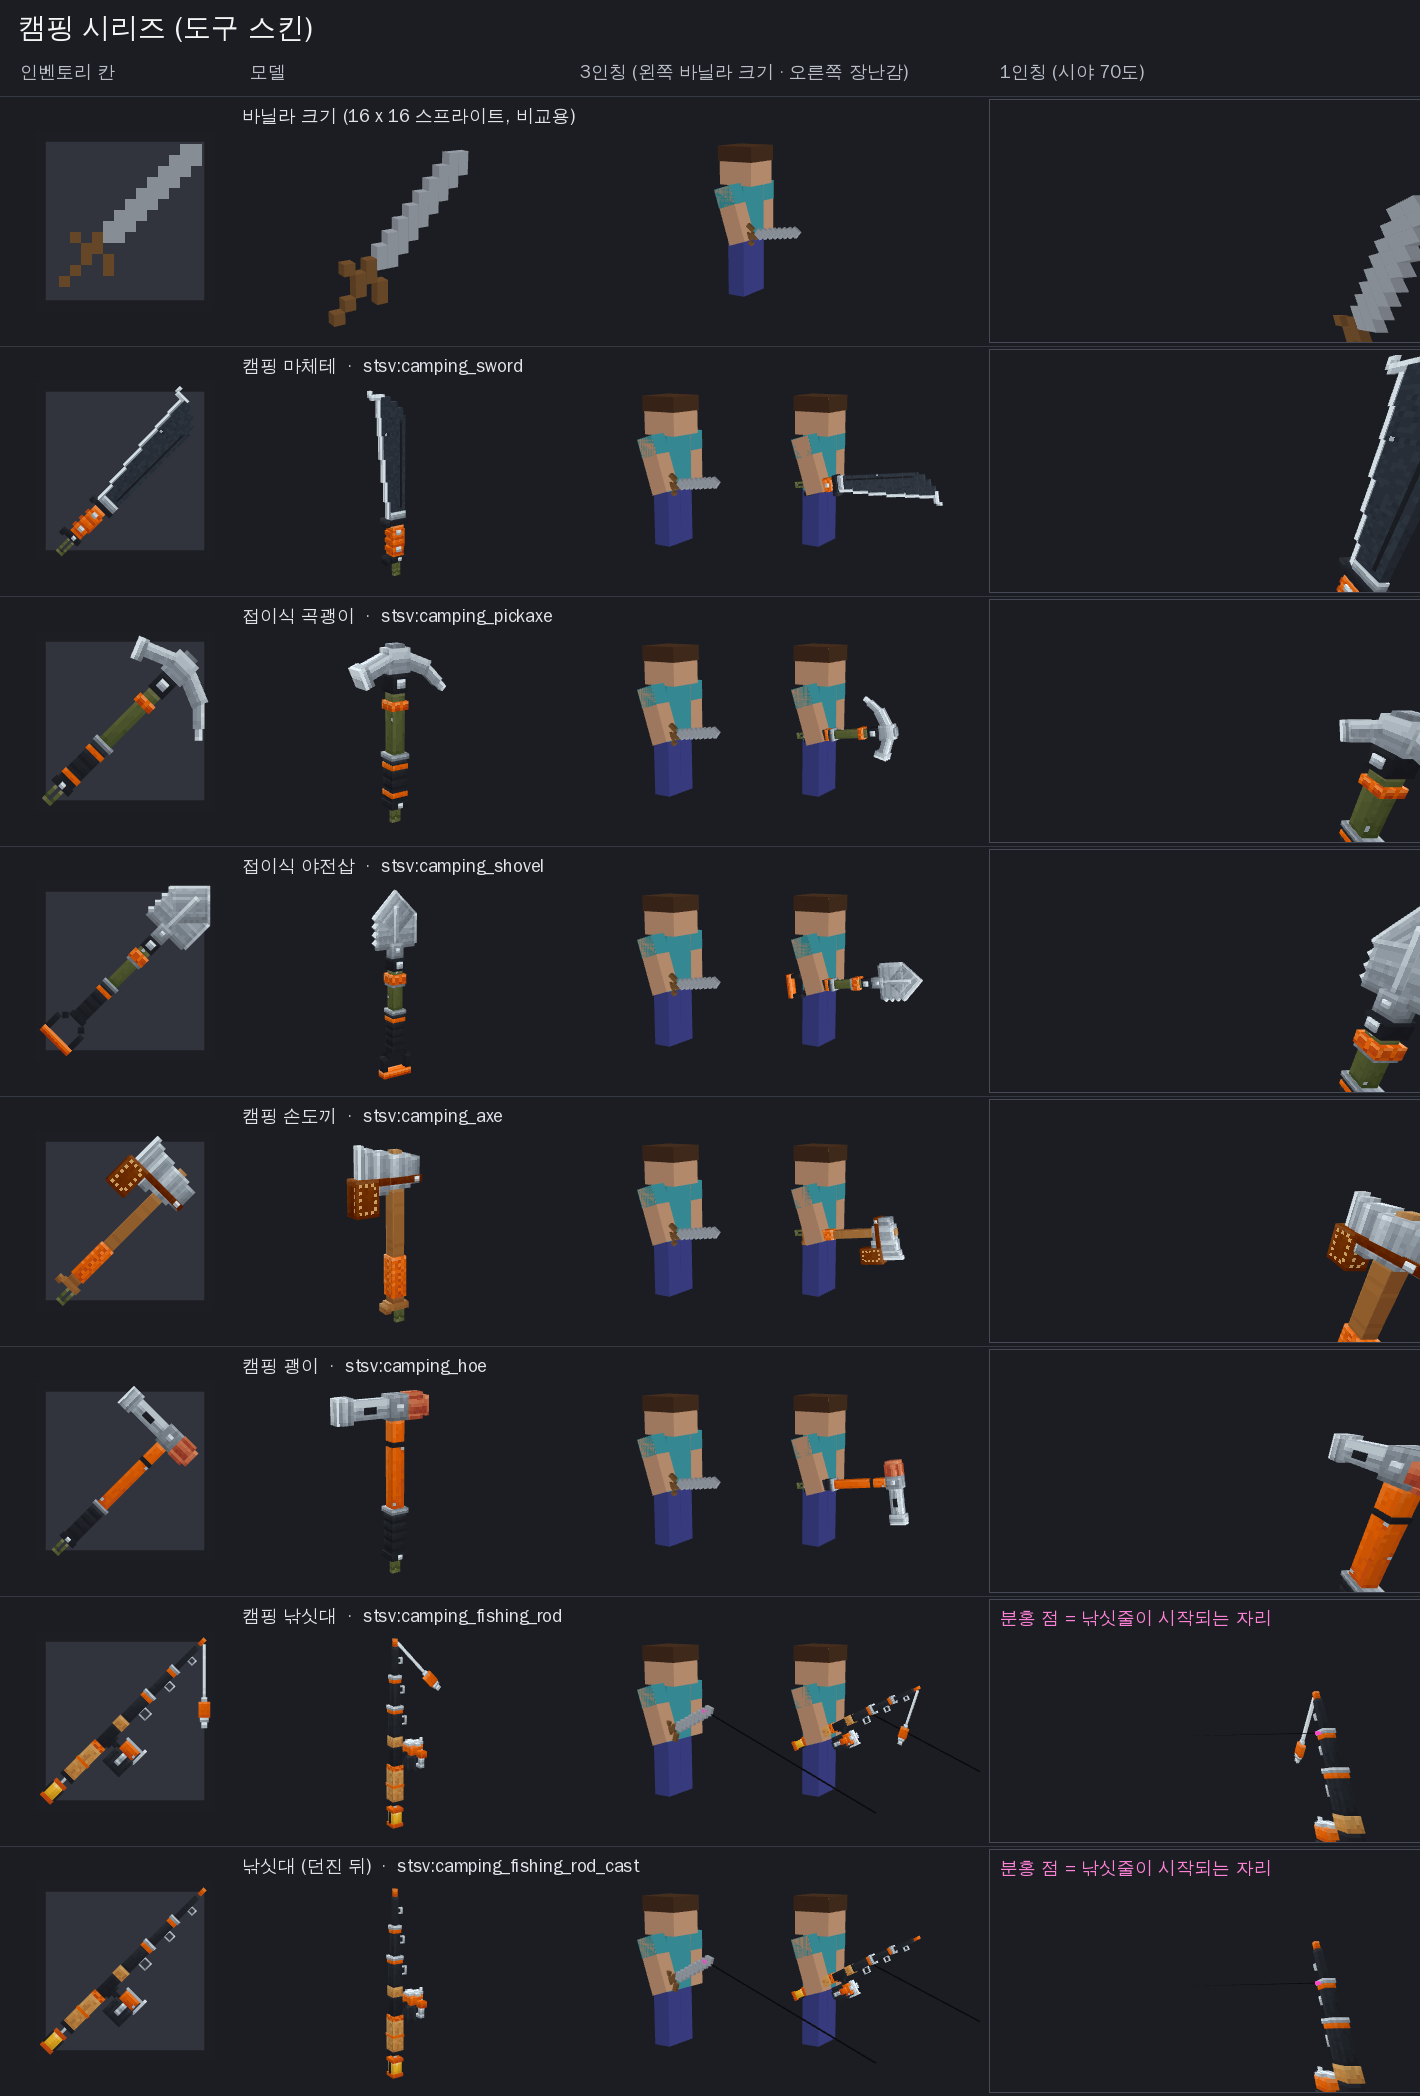 캠핑 시리즈 (도구 스킨)
인벤토리 칸 모델 3인칭 (왼쪽 바닐라 크기 · 오른쪽 장난감) 1인칭 (시야 70도)
바닐라 크기 (16 x 16 스프라이트, 비교용)
캠핑 마체테 · stsv:camping_sword
접이식 곡괭이 · stsv:camping_pickaxe
접이식 야전삽 · stsv:camping_shovel
캠핑 손도끼 · stsv:camping_axe
캠핑 괭이 · stsv:camping_hoe
캠핑 낚싯대 · stsv:camping_fishing_rod
분홍 점 = 낚싯줄이 시작되는 자리
낚싯대 (던진 뒤) · stsv:camping_fishing_rod_cast
분홍 점 = 낚싯줄이 시작되는 자리